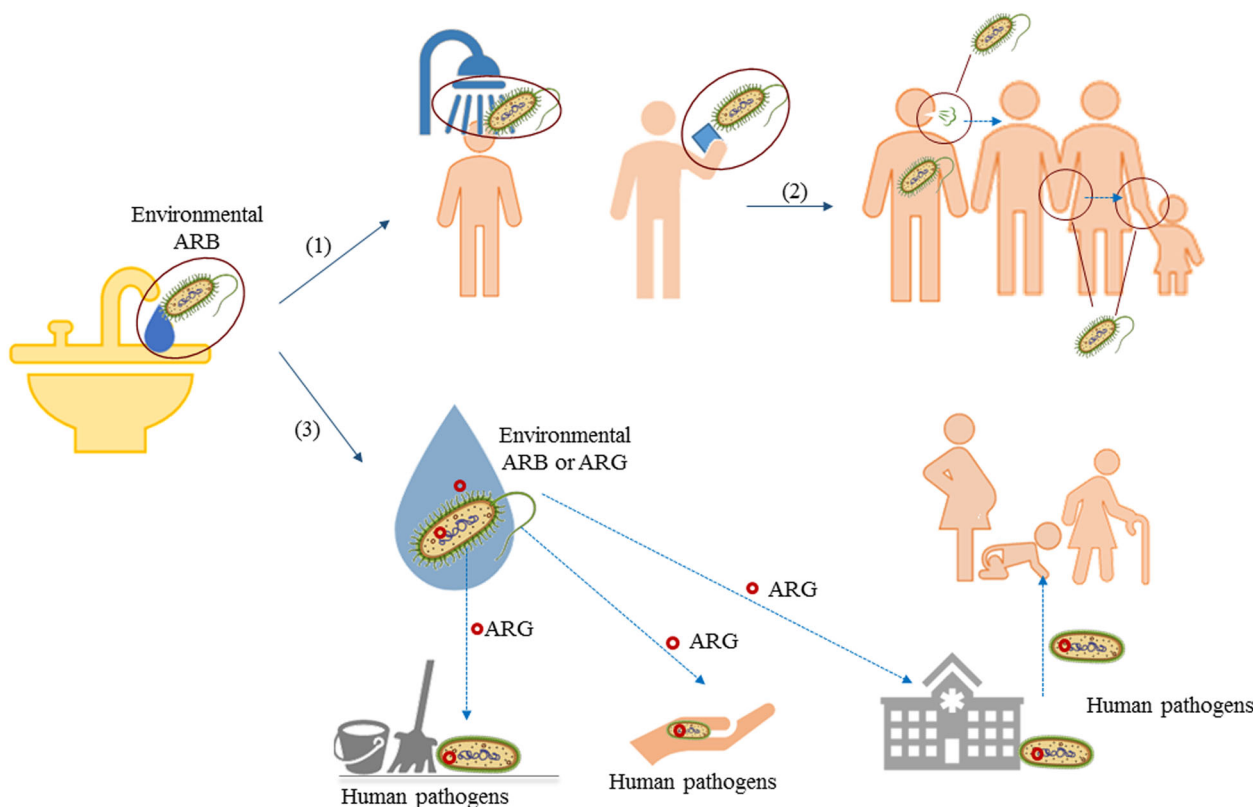 Environmental
ARB
(1)
(2)
(3)
Environmental
ARB or ARG
ARG
ARG
ARG
Human pathogens
Human pathogens
Human pathogens